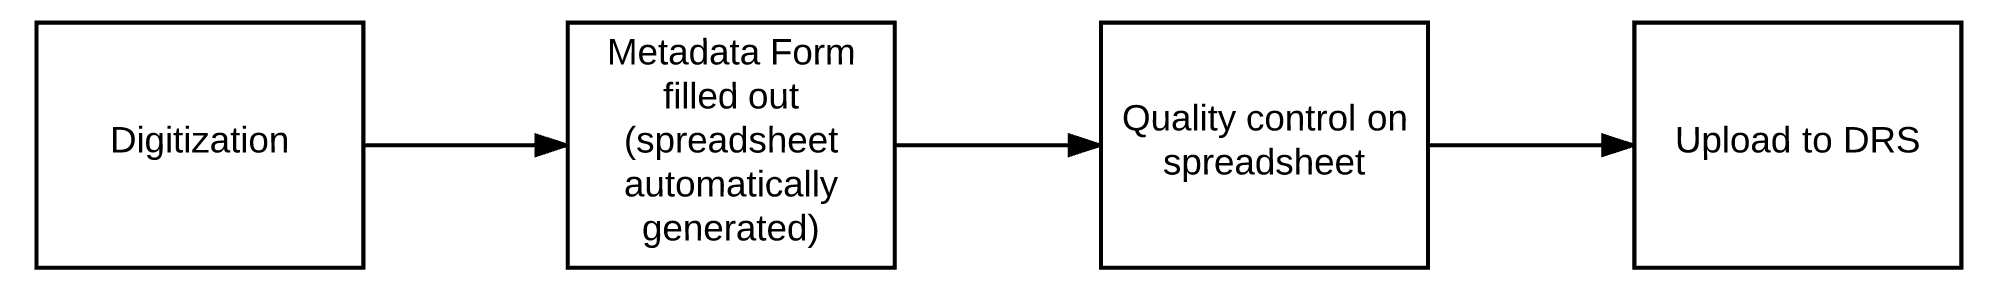 Digitization
Metadata Form
filled out
(spreadsheet
automatically
generated)
Quality control on
spreadsheet
Upload to DRS